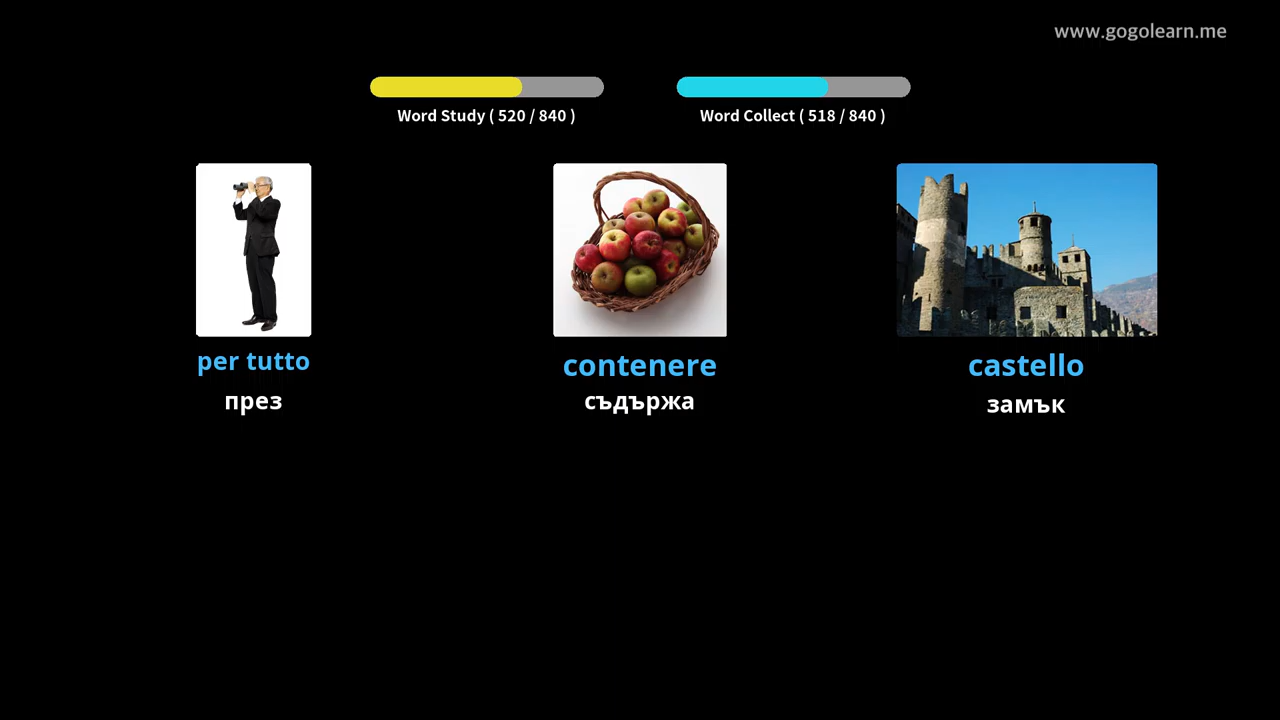 www.gogolearn.me
Word Study ( 520 / 840 )
Word Collect ( 518 / 840 )
per tutto
contenere
castello
през
съдържа
замък